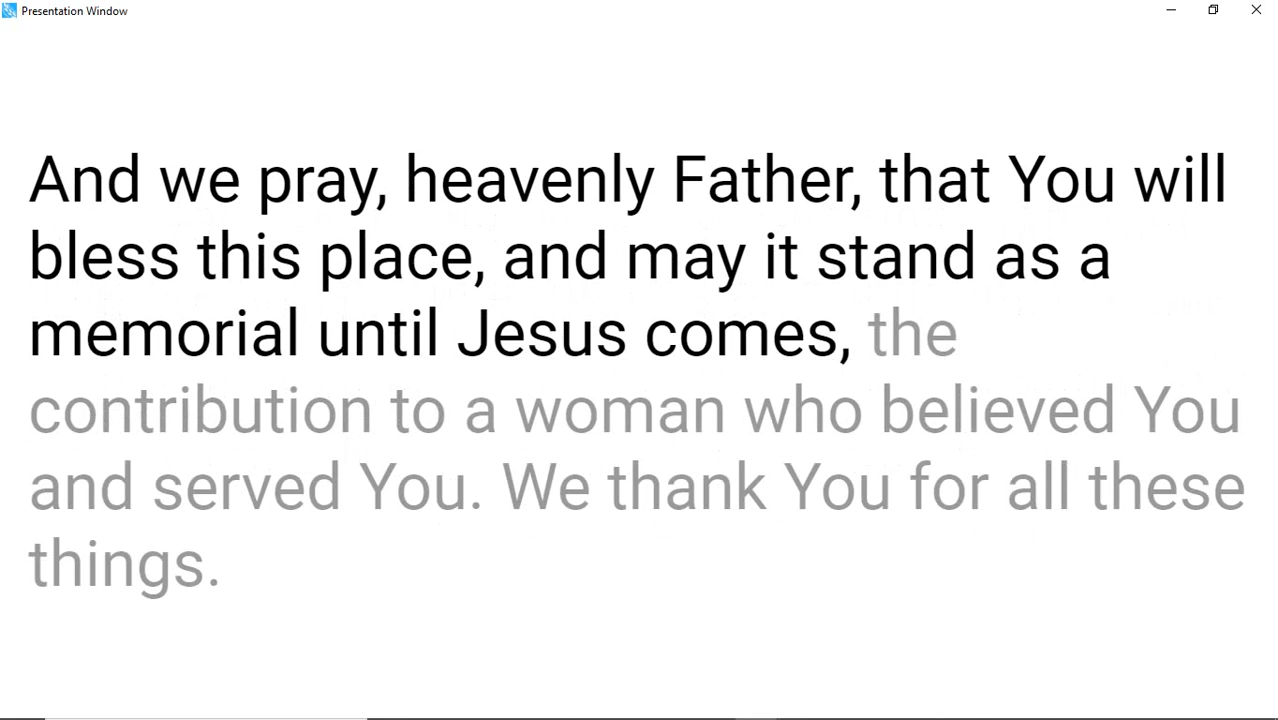 Presentation Window
And we pray, heavenly Father, that You will
bless this place, and may it stand as a
memorial until Jesus comes, the
contribution to a woman who believed You
and served You. We thank You for all these
things.